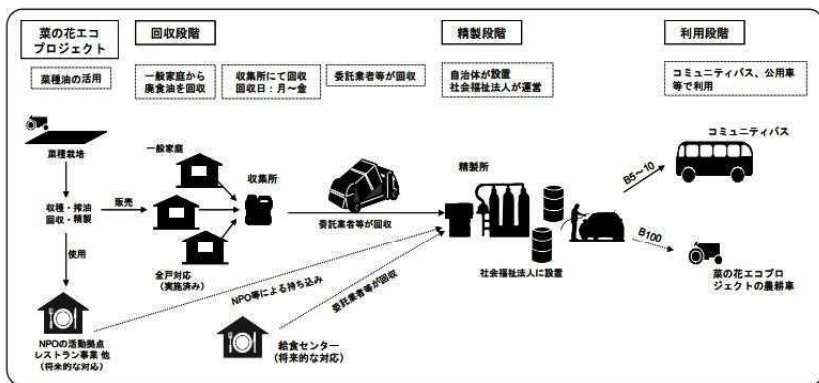 菜の花エコ
プロジェクト
回収段階
精製段階
利用段階
菜種油の活用
一般家庭から
廃食油を回収
収集所にて回収
回収日：月～金
委託業者等が回収
自治体が設置
社会福祉法人が運営
コミュニティバス、公用車
等で利用
菜種栽培
収穫・搾油
回収・精製
販売
使用
一般家庭
収集所
全戸対応
（実施済み）
委託業者等が回収
精製所
社会福祉法人に設置
コミュニティバス
B5～10
B100
菜の花エコプロ
ジェクトの農耕車
NPO等による持ち込み
委託業者等が回収
NPOの活動拠点
レストラン事業 他
（将来的な対応）
給食センター
（将来的な対応）